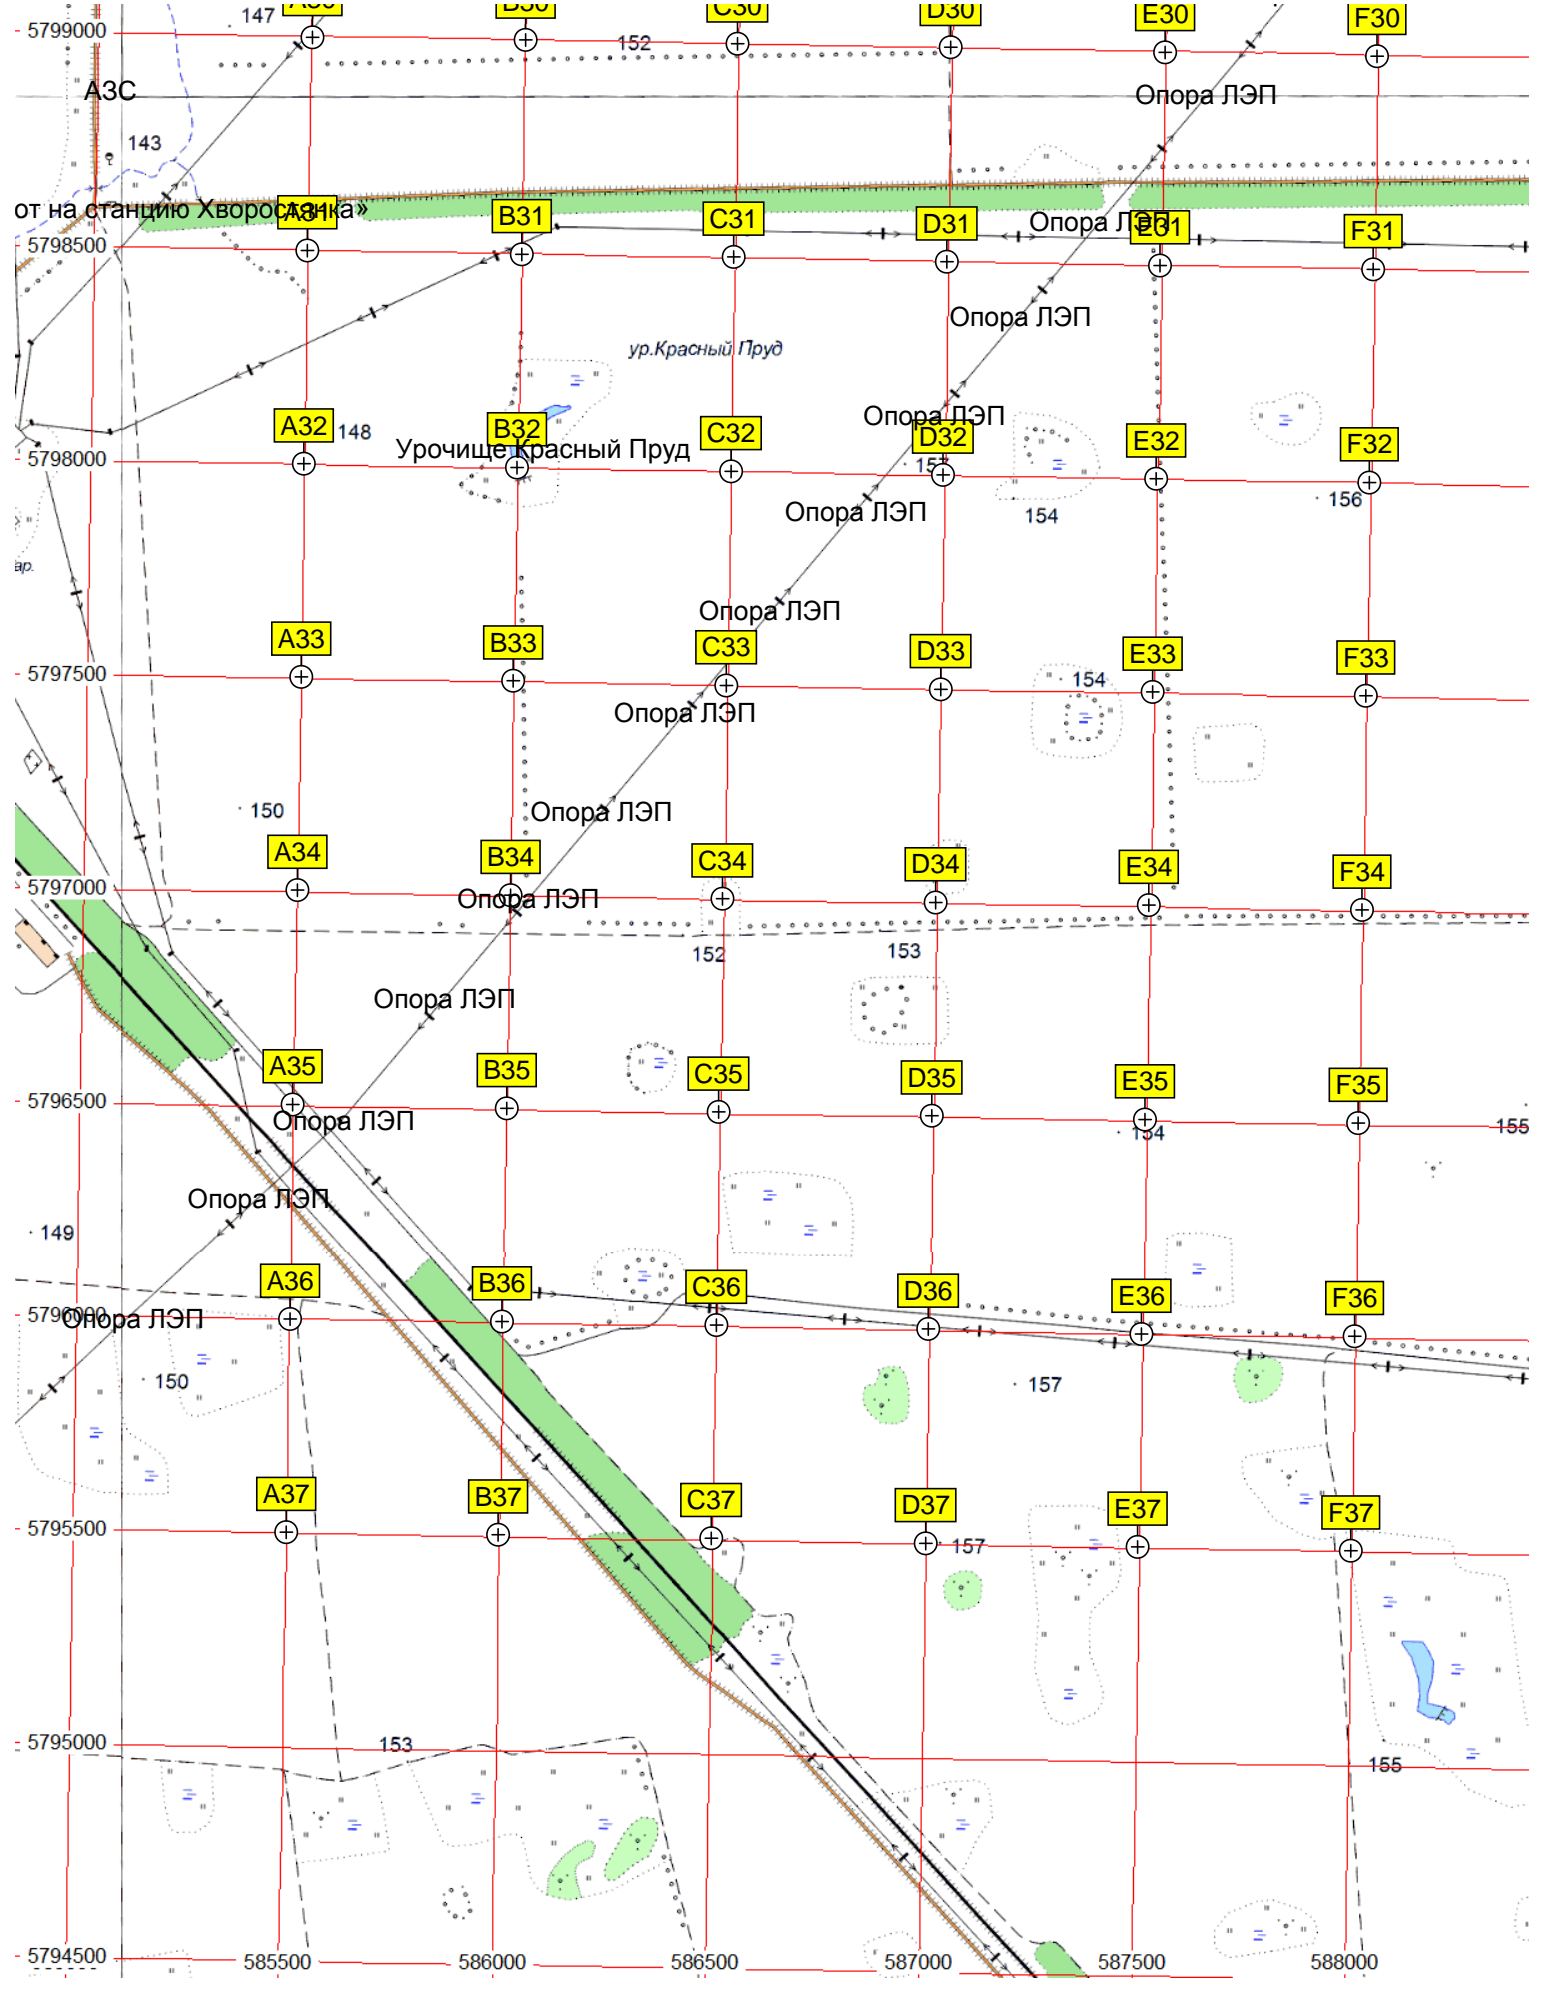 147 A30 B30 C30 D30 E30 F30
5799000
152
АЗС
Опора ЛЭП
143
от на станцию Хворостянка»
A31 B31 C31 D31 Опора ЛЭП E31 F31
5798500
Опора ЛЭП
ур.Красный Пруд
Опора ЛЭП
A32 148 B32 C32 D32 E32 F32
Урочище Красный Пруд
5798000
157
156
Опора ЛЭП
154
ар.
Опора ЛЭП
A33 B33 C33 D33 E33 F33
5797500
154
Опора ЛЭП
150
Опора ЛЭП
A34 B34 C34 D34 E34 F34
5797000
Опора ЛЭП
152
153
Опора ЛЭП
A35 B35 C35 D35 E35 F35
5796500
Опора ЛЭП
154
155
Опора ЛЭП
149
A36 B36 C36 D36 E36 F36
5796000
Опора ЛЭП
150
157
A37 B37 C37 D37 E37 F37
5795500
157
5795000
153
155
5794500
585500 586000 586500 587000 587500 588000